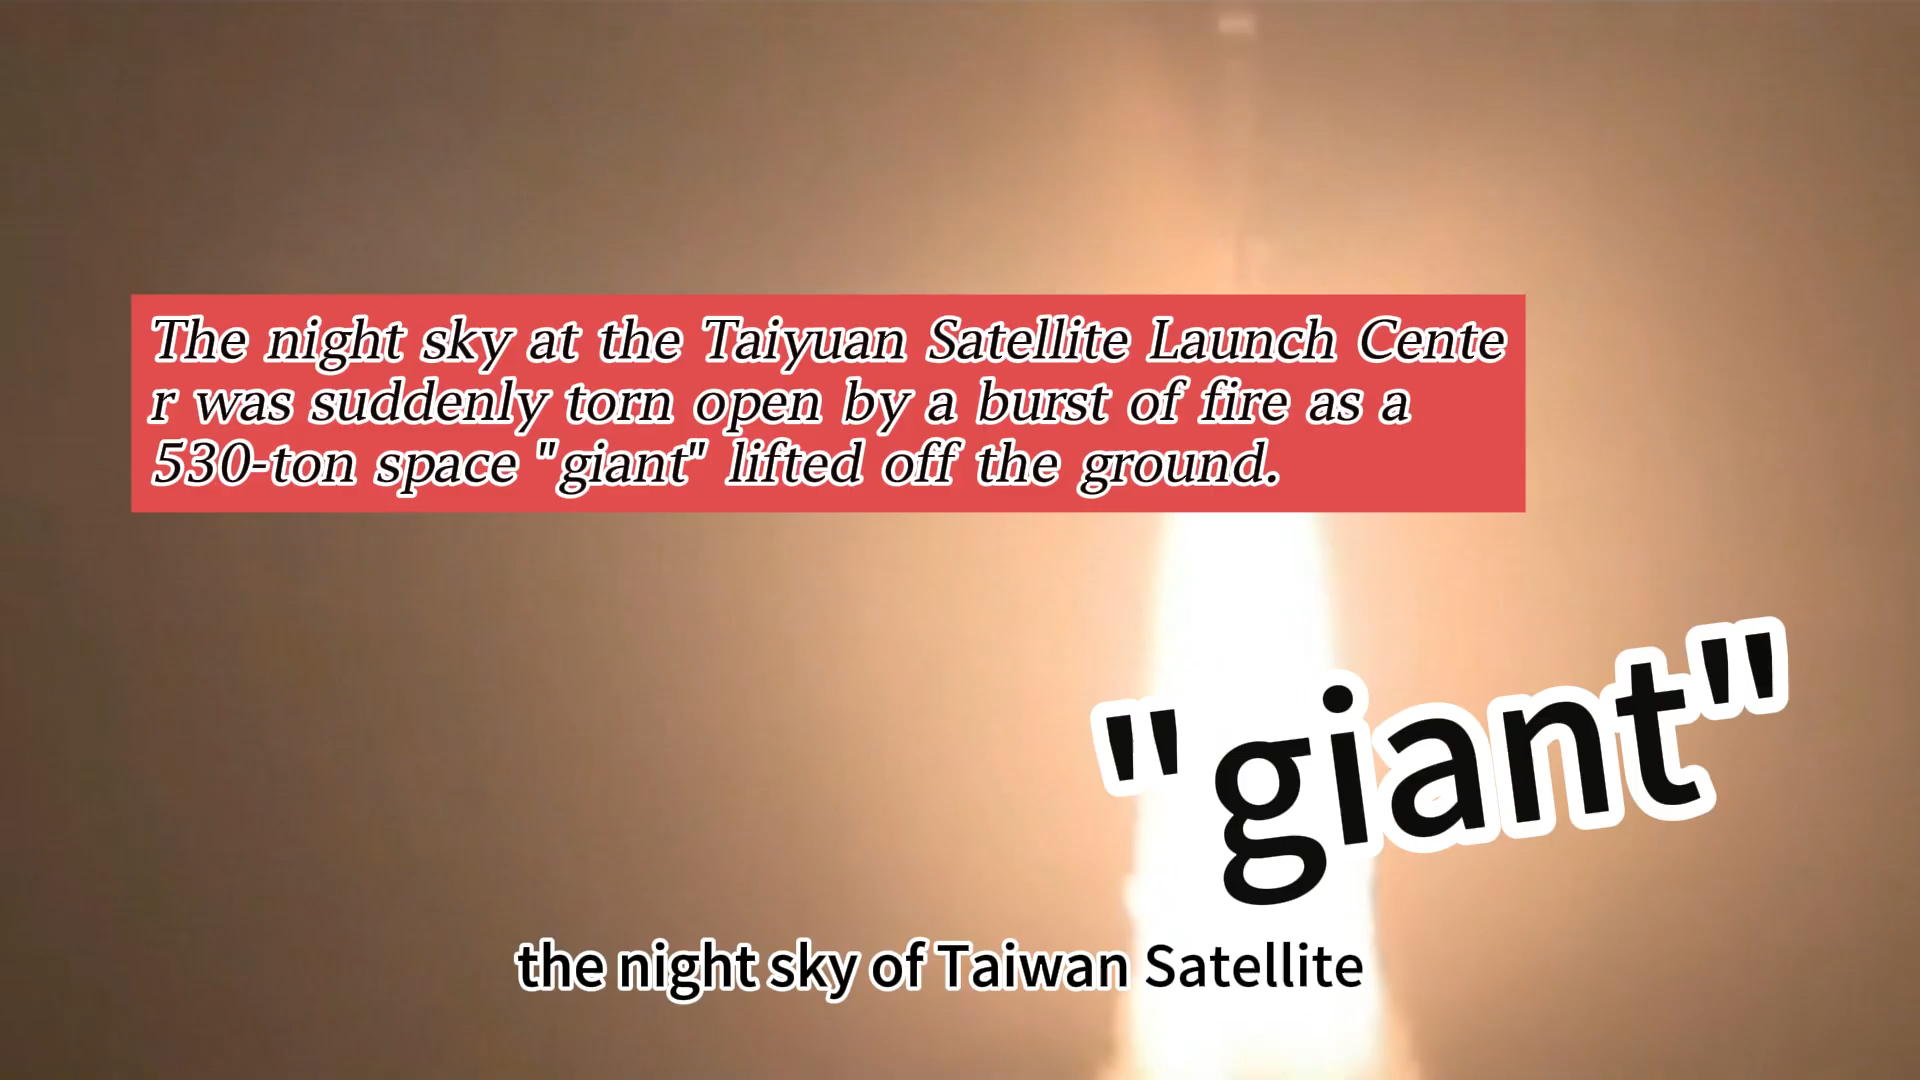 The night sky at the Taiyuan Satellite Launch Cente
r was suddenly torn open by a burst of fire as a
530-ton space "giant" lifted off the ground.
"giant"
the night sky of Taiwan Satellite